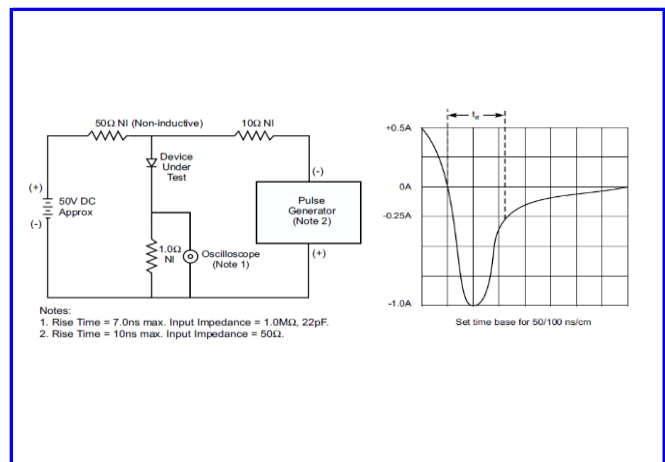 50Ω NI (Non-inductive)
10Ω NI
Device
Under
Test
(+)
50V DC
Approx
(-)
(-)
Pulse
Generator
(Note 2)
(+)
1.0Ω
NI
Oscilloscope
(Note 1)
Notes:
1. Rise Time = 7.0ns max. Input Impedance = 1.0MΩ, 22pF.
2. Rise Time = 10ns max. Input Impedance = 50Ω.
trr
+0.5A
0A
-0.25A
-1.0A
Set time base for 50/100 ns/cm